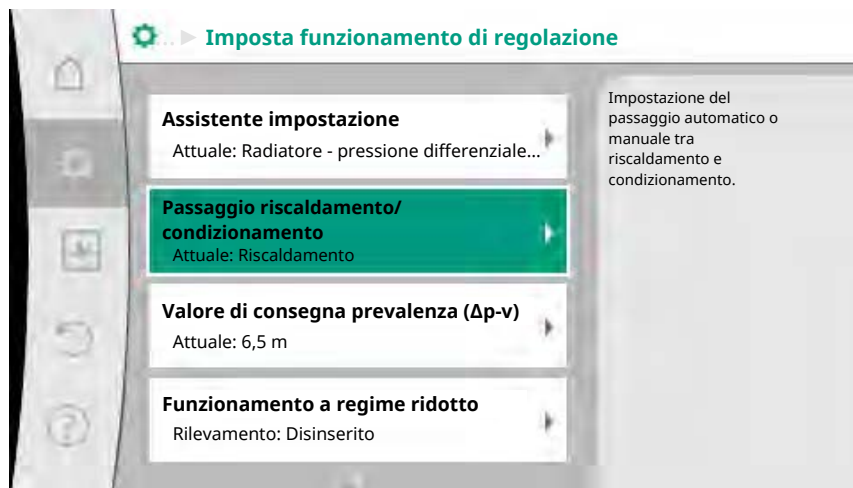 Imposta funzionamento di regolazione
Assistente impostazione
Attuale: Radiatore - pressione differenziale...
Passaggio riscaldamento/
condizionamento
Attuale: Riscaldamento
Valore di consegna prevalenza (Δp-v)
Attuale: 6,5 m
Funzionamento a regime ridotto
Rilevamento: Disinserito
Impostazione del
passaggio automatico o
manuale tra
riscaldamento e
condizionamento.